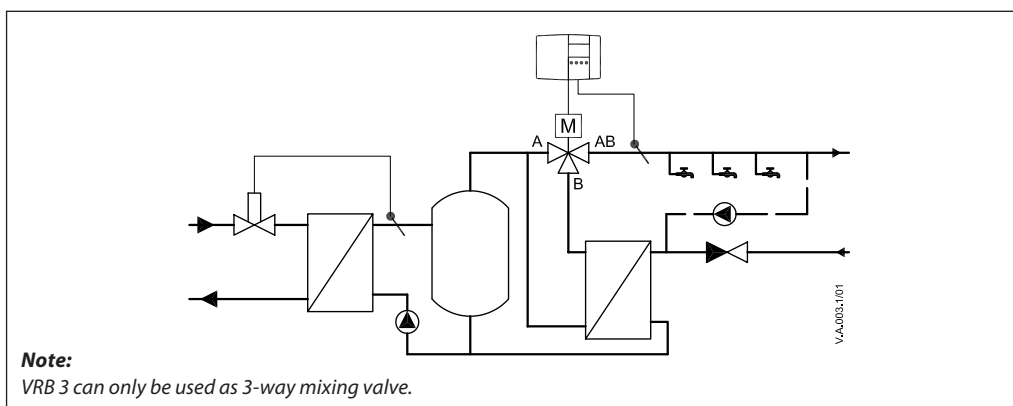 M
A
AB
B
V.A.003.1/01
Note:
VRB 3 can only be used as 3-way mixing valve.